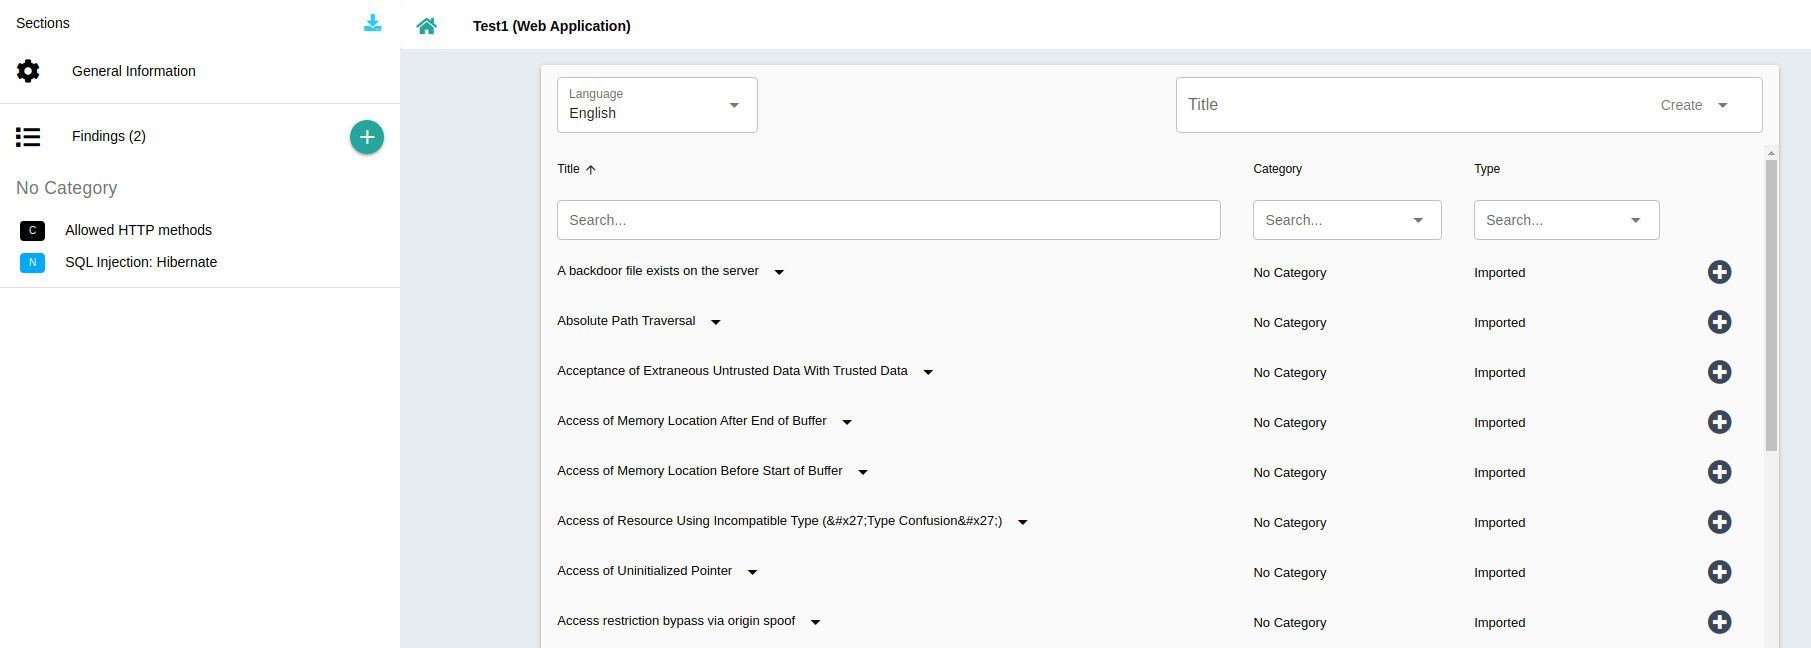 Sections
General Information
Findings (2)
No Category
C Allowed HTTP methods
N SQL Injection: Hibernate
Test1 (Web Application)
Language
English
Title
Create
Title Category Type
Search... Search... Search...
A backdoor file exists on the server No Category Imported
Absolute Path Traversal No Category Imported
Acceptance of Extraneous Untrusted Data With Trusted Data No Category Imported
Access of Memory Location After End of Buffer No Category Imported
Access of Memory Location Before Start of Buffer No Category Imported
Access of Resource Using Incompatible Type (&#x27;Type Confusion&#x27;) No Category Imported
Access of Uninitialized Pointer No Category Imported
Access restriction bypass via origin spoof No Category Imported